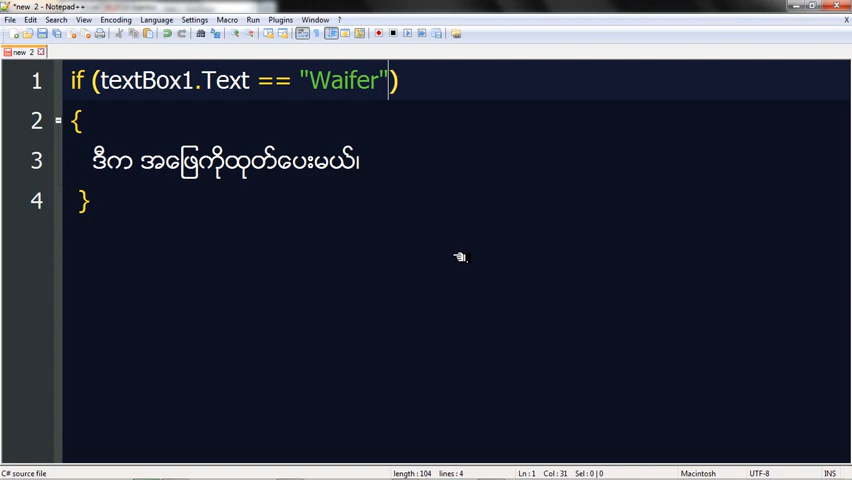 *new  2 - Notepad++
File Edit Search View Encoding Language Settings Macro Run Plugins Window ?
new  2
1 if (textBox1.Text == "Waifer")
2 {
3 ဒီက အဖြေကိုထုတ်ပေးမယ်၊
4 }
C# source file length : 104 lines : 4 Ln : 1 Col : 31 Sel : 0 | 0 Macintosh UTF-8 INS